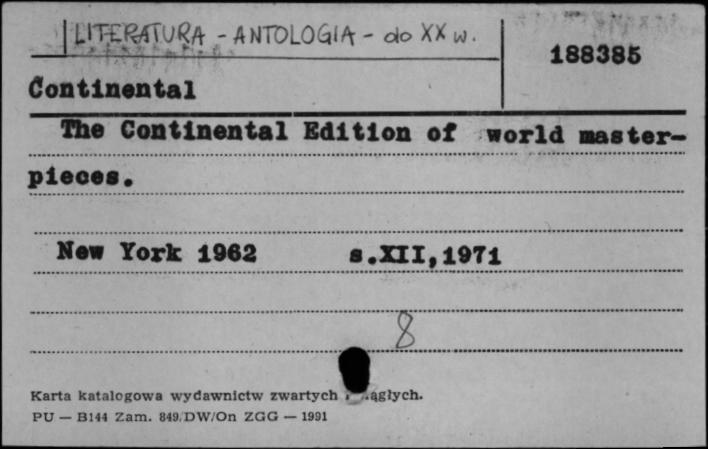 LITERATURA - ANTOLOGIA - do XX w.
188385
Continental
The Continental Edition of world master-
pieces.
New York 1962 s.XII,1971
8
Karta katalogowa wydawnictw zwartych
PU — B144 Zam. 849/DW/On ZGG — 1991